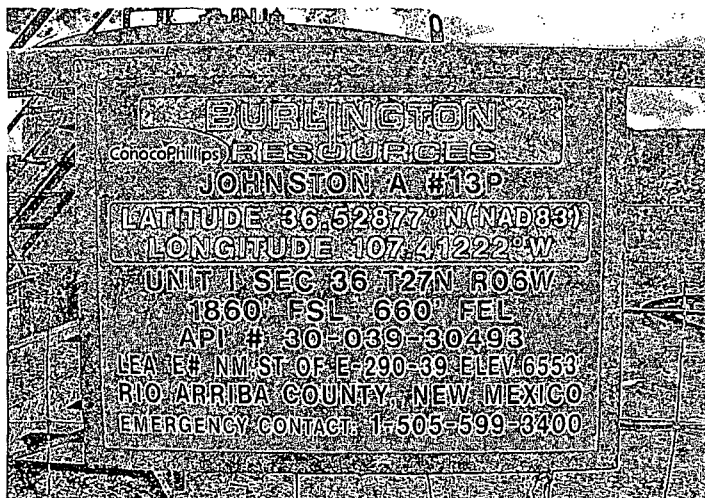 BURLINGTON
ConocoPhillips RESOURCES
JOHNSTON A #13P
LATITUDE 36.52877° N (NAD83)
LONGITUDE 107.41222° W
UNIT I SEC 36 T27N R06W
1860' FSL 660' FEL
API # 30-039-30493
LEASE# NM ST OF E-290-39 ELEV. 6553'
RIO ARRIBA COUNTY, NEW MEXICO
EMERGENCY CONTACT: 1-505-599-3400